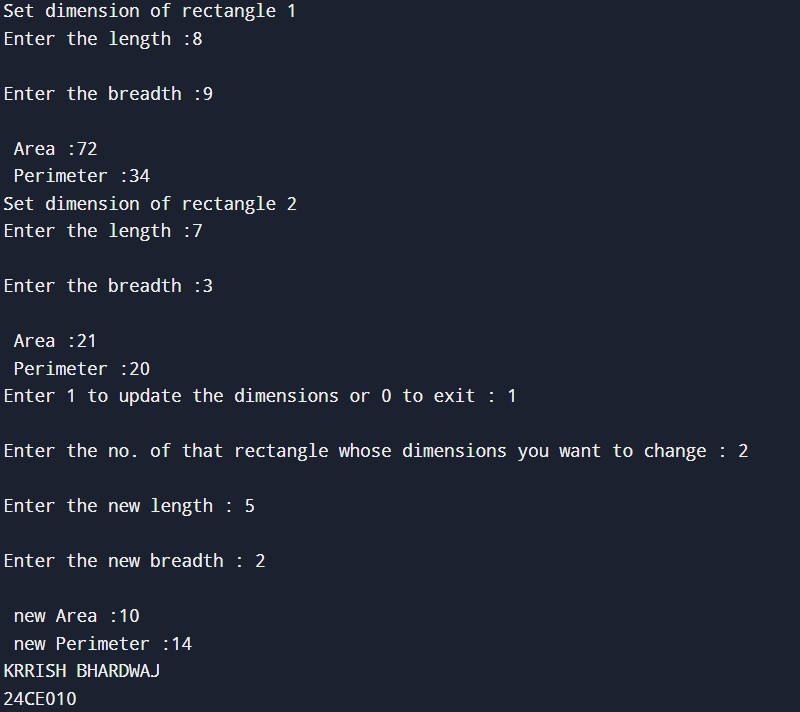 Set dimension of rectangle 1
Enter the length :8
Enter the breadth :9
Area :72
Perimeter :34
Set dimension of rectangle 2
Enter the length :7
Enter the breadth :3
Area :21
Perimeter :20
Enter 1 to update the dimensions or 0 to exit : 1
Enter the no. of that rectangle whose dimensions you want to change : 2
Enter the new length : 5
Enter the new breadth : 2
new Area :10
new Perimeter :14
KRRISH BHARDWAJ
24CE010